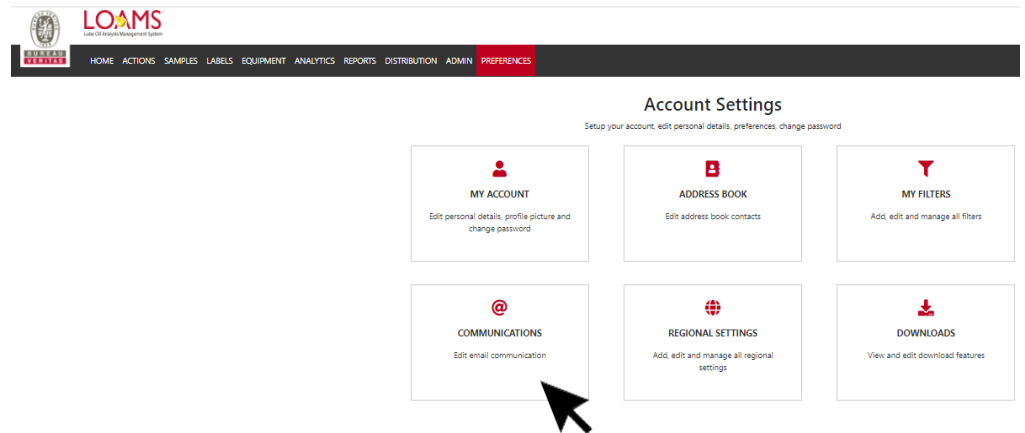 LOAMS
Lube Oil Analysis Management System
BUREAU
VERITAS
HOME ACTIONS SAMPLES LABELS EQUIPMENT ANALYTICS REPORTS DISTRIBUTION ADMIN PREFERENCES
Account Settings
Setup your account, edit personal details, preferences, change password
MY ACCOUNT
Edit personal details, profile picture and
change password
ADDRESS BOOK
Edit address book contacts
MY FILTERS
Add, edit and manage all filters
@
COMMUNICATIONS
Edit email communication
REGIONAL SETTINGS
Add, edit and manage all regional
settings
DOWNLOADS
View and edit download features